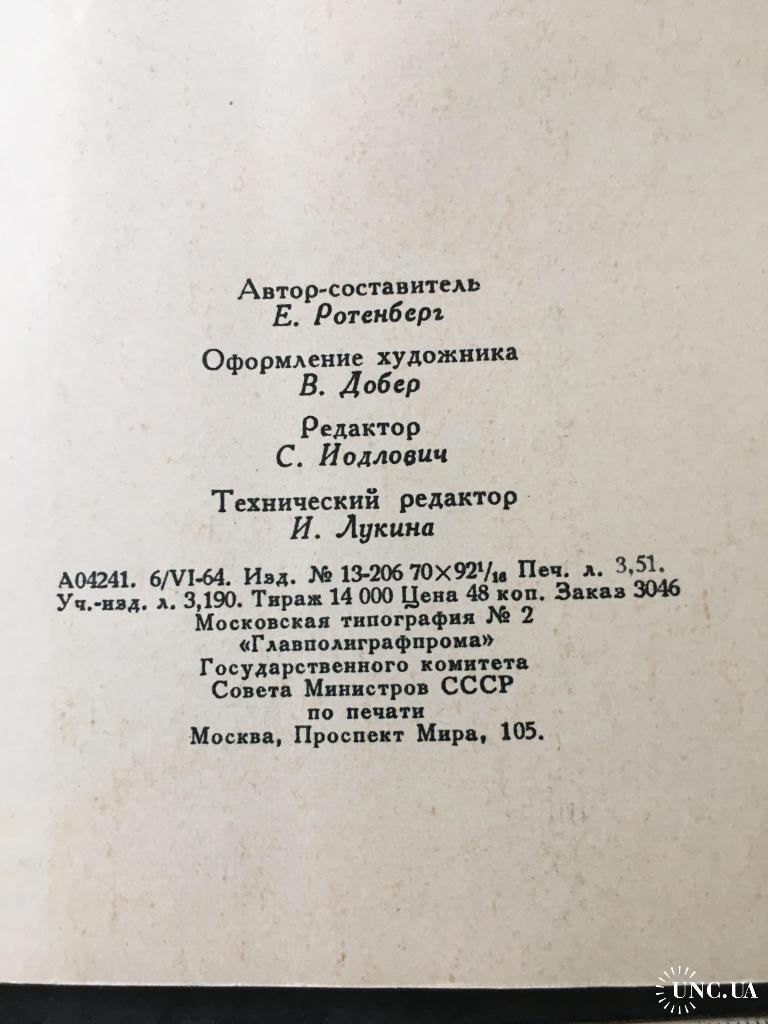 Автор-составитель
Е. Ротенберг
Оформление художника
В. Добер
Редактор
С. Иодлович
Технический редактор
И. Лукина
А04241. 6/VI-64. Изд. № 13-206 70×92¹/₁₆ Печ. л. 3,51.
Уч.-изд. л. 3,190. Тираж 14 000 Цена 48 коп. Заказ 3046
Московская типография № 2
«Главполиграфпрома»
Государственного комитета
Совета Министров СССР
по печати
Москва, Проспект Мира, 105.
UNC.UA